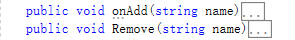 public void onAdd(string name)...
public void Remove(string name)...